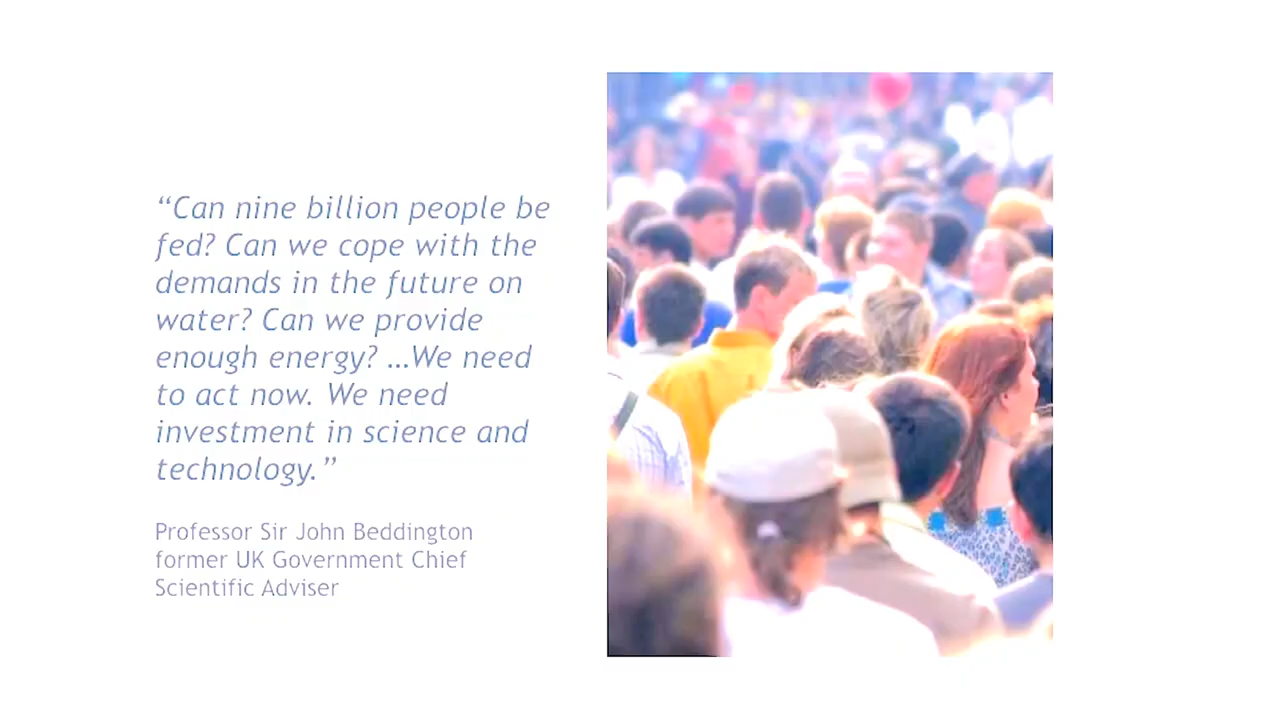 “Can nine billion people be
fed? Can we cope with the
demands in the future on
water? Can we provide
enough energy? …We need
to act now. We need
investment in science and
technology.”
Professor Sir John Beddington
former UK Government Chief
Scientific Adviser